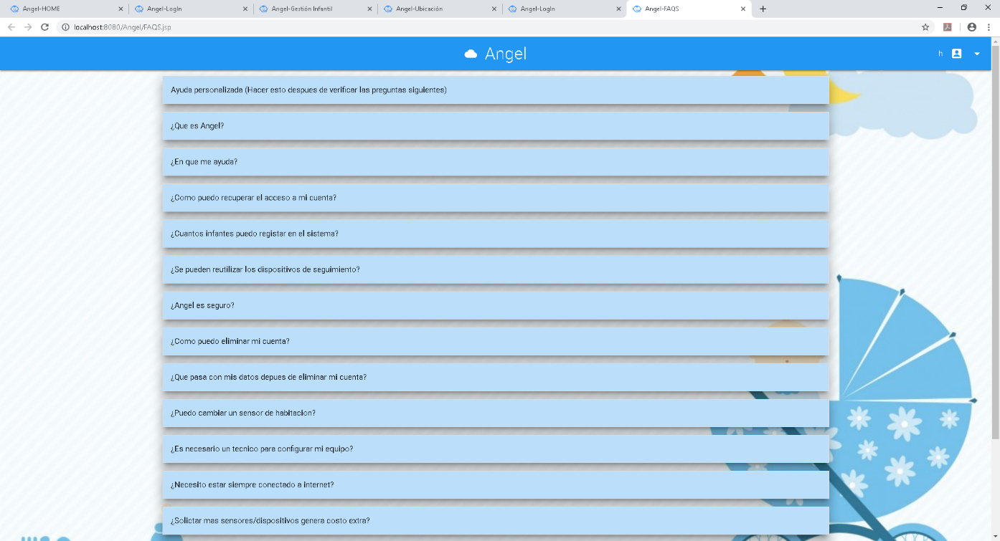 Angel-HOME
Angel-LogIn
Angel-Gestión Infantil
Angel-Ubicación
Angel-LogIn
Angel-FAQS
localhost:8080/Angel/FAQS.jsp
Angel
h
Ayuda personalizada (Hacer esto despues de verificar las preguntas siguientes)
¿Que es Angel?
¿En que me ayuda?
¿Como puedo recuperar el acceso a mi cuenta?
¿Cuantos infantes puedo registar en el sistema?
¿Se pueden reutilizar los dispositivos de seguimiento?
¿Angel es seguro?
¿Como puedo eliminar mi cuenta?
¿Que pasa con mis datos depues de eliminar mi cuenta?
¿Puedo cambiar un sensor de habitacion?
¿Es necesario un tecnico para configurar mi equipo?
¿Necesito estar siempre conectado a internet?
¿Solictar mas sensores/dispositivos genera costo extra?